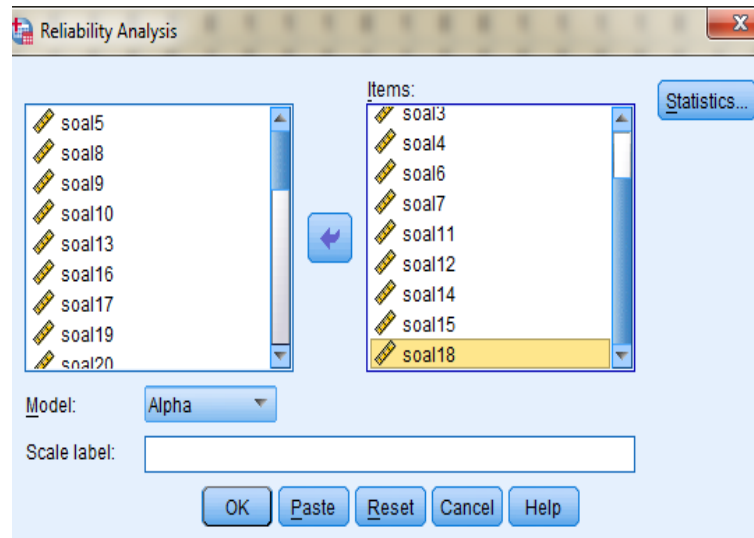 Reliability Analysis
Items:
Statistics...
soal5
soal8
soal9
soal10
soal13
soal16
soal17
soal19
soal20
soal3
soal4
soal6
soal7
soal11
soal12
soal14
soal15
soal18
Model: Alpha
Scale label:
OK Paste Reset Cancel Help